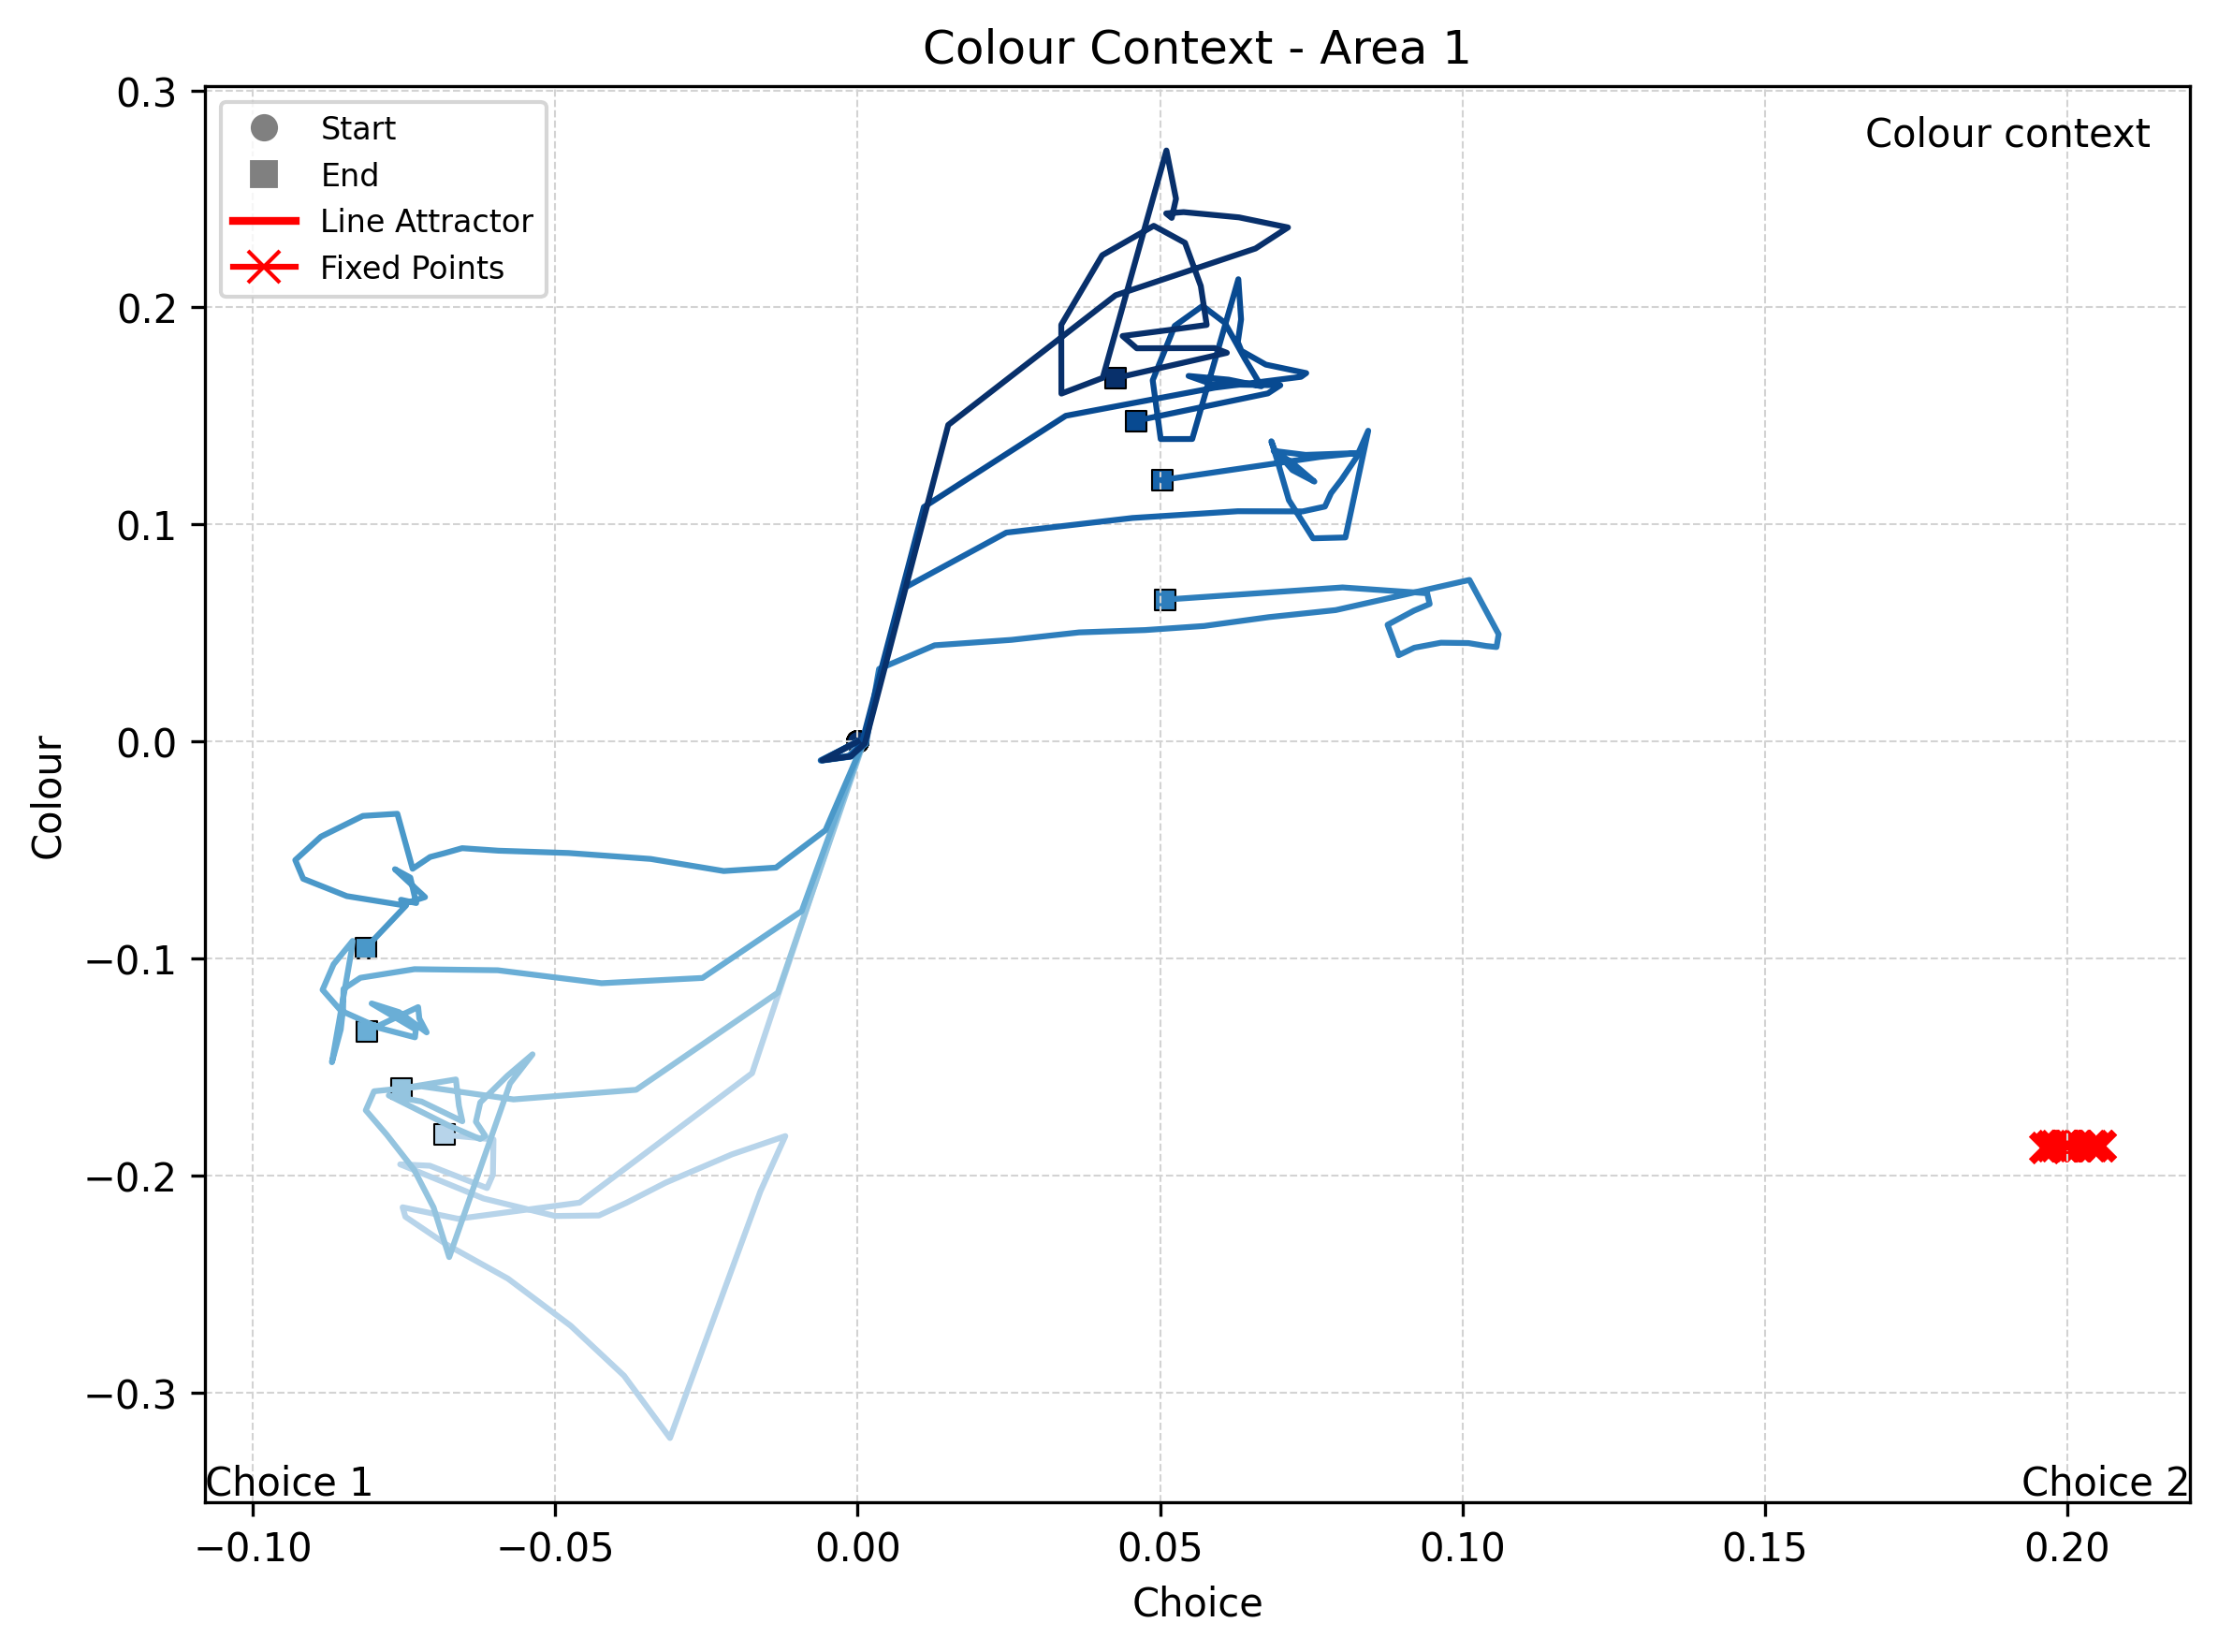 Colour Context - Area 1
Start
End
Line Attractor
Fixed Points
Colour context
0.3
0.2
0.1
0.0
−0.1
−0.2
−0.3
Colour
Choice 1
Choice 2
−0.10
−0.05
0.00
0.05
0.10
0.15
0.20
Choice